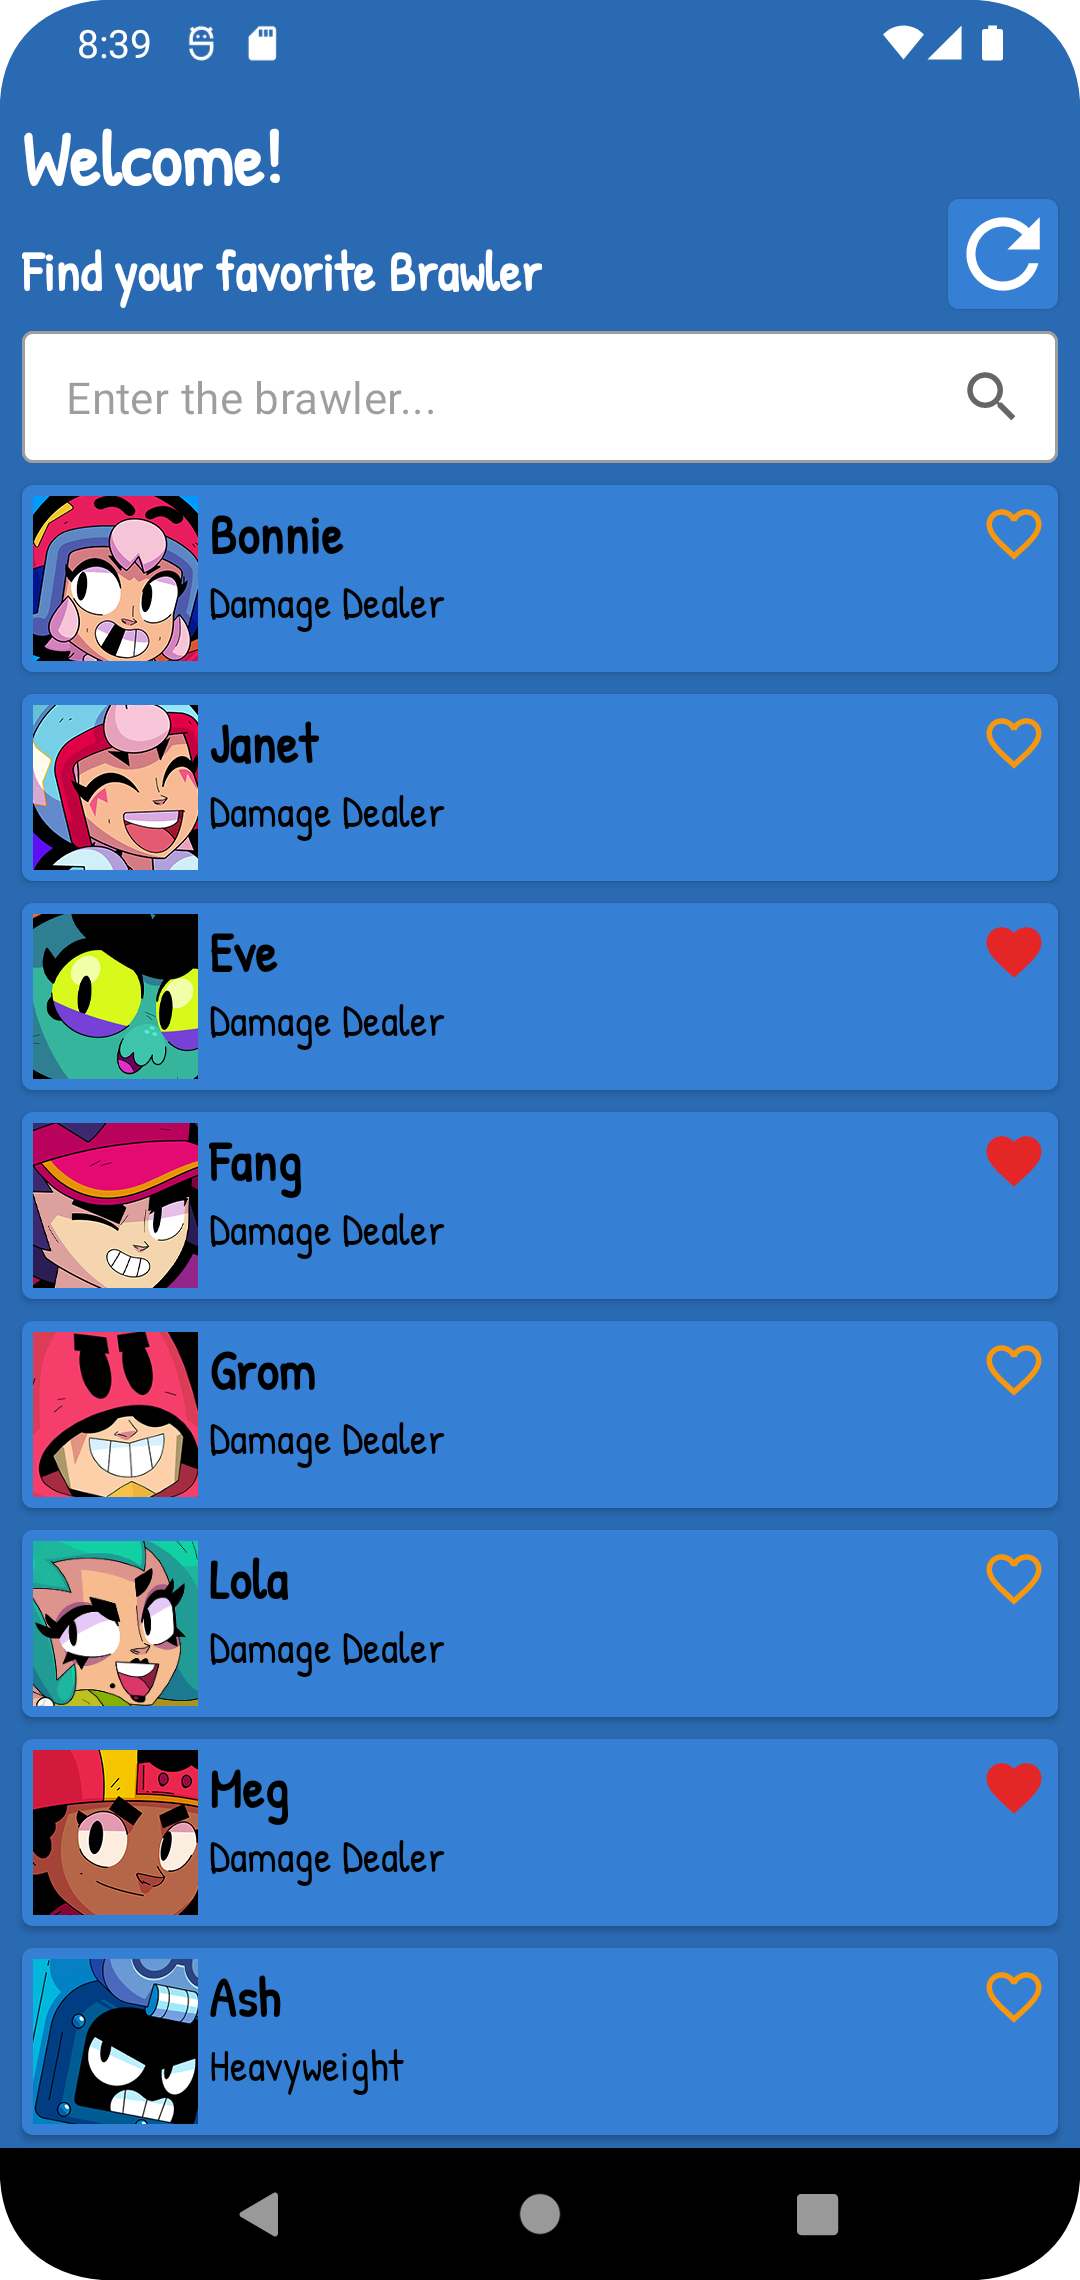 8:39
Welcome!
Find your favorite Brawler
Enter the brawler...
Bonnie
Damage Dealer
Janet
Damage Dealer
Eve
Damage Dealer
Fang
Damage Dealer
Grom
Damage Dealer
Lola
Damage Dealer
Meg
Damage Dealer
Ash
Heavyweight